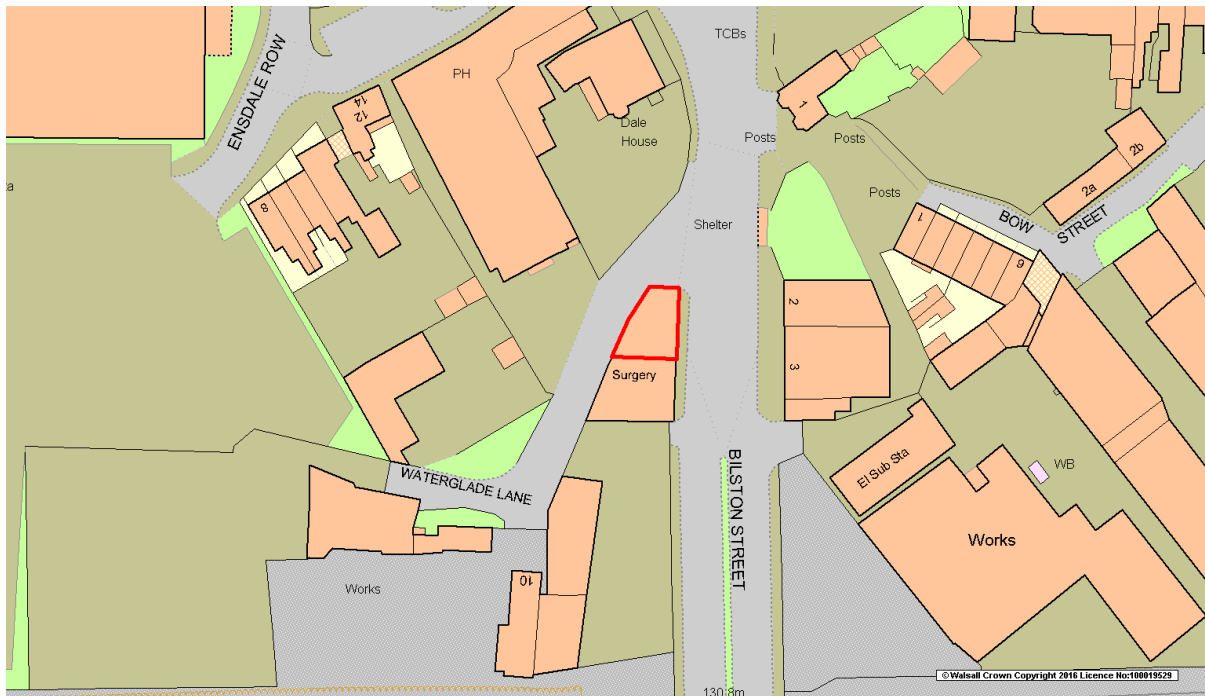 TCBs
PH
ENSDALE ROW
14
12
1
Dale
House
Posts
Posts
2b
2a
ta
8
Posts
BOW
STREET
1
6
Shelter
2
3
Surgery
El Sub Sta
WB
WATERGLADE LANE
BILSTON STREET
Works
10
Works
130.8m
© Walsall Crown Copyright 2016 Licence No:100019529